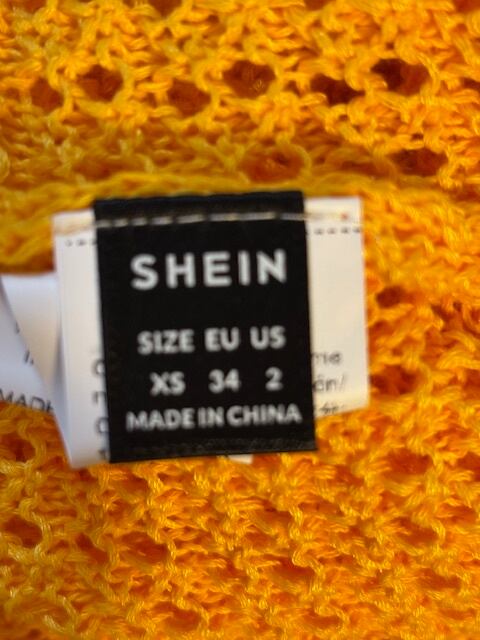 SHEIN
SIZE EU US
XS 34 2
MADE IN CHINA